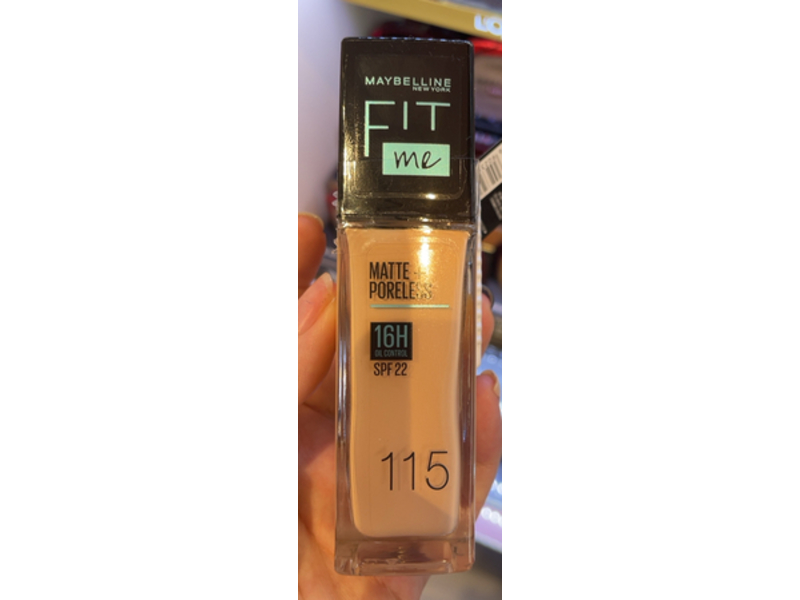 MAYBELLINE
NEW YORK
FIT
me
MATTE +
PORELESS
16H
OIL CONTROL
SPF 22
115